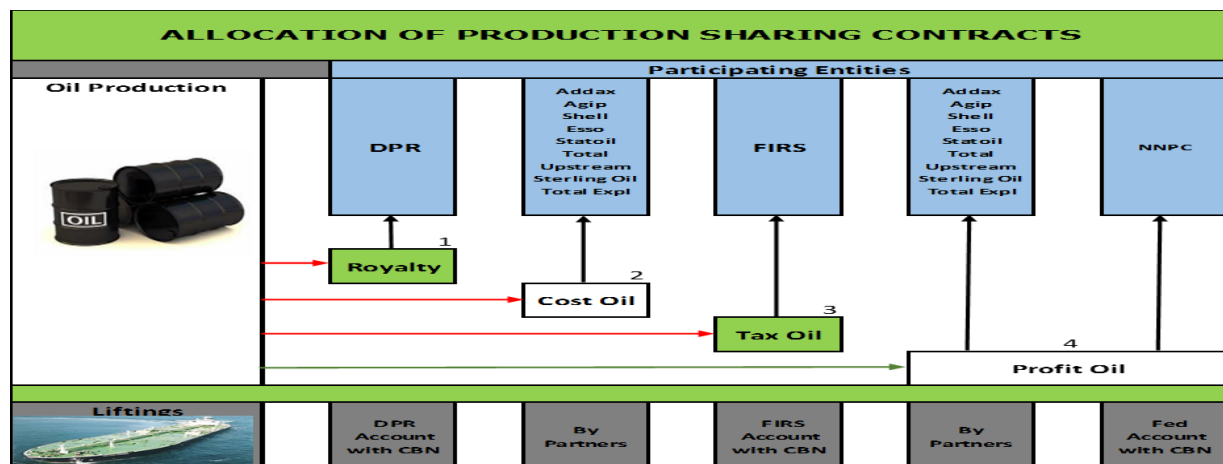 ALLOCATION OF PRODUCTION SHARING CONTRACTS
Participating Entities
Oil Production
OIL
DPR
Addax
Agip
Shell
Esso
Statoil
Total
Upstream
Sterling Oil
Total Expl
FIRS
Addax
Agip
Shell
Esso
Statoil
Total
Upstream
Sterling Oil
Total Expl
NNPC
1
Royalty
2
Cost Oil
3
Tax Oil
4
Profit Oil
Liftings
DPR
Account
with CBN
By
Partners
FIRS
Account
with CBN
By
Partners
Fed
Account
with CBN